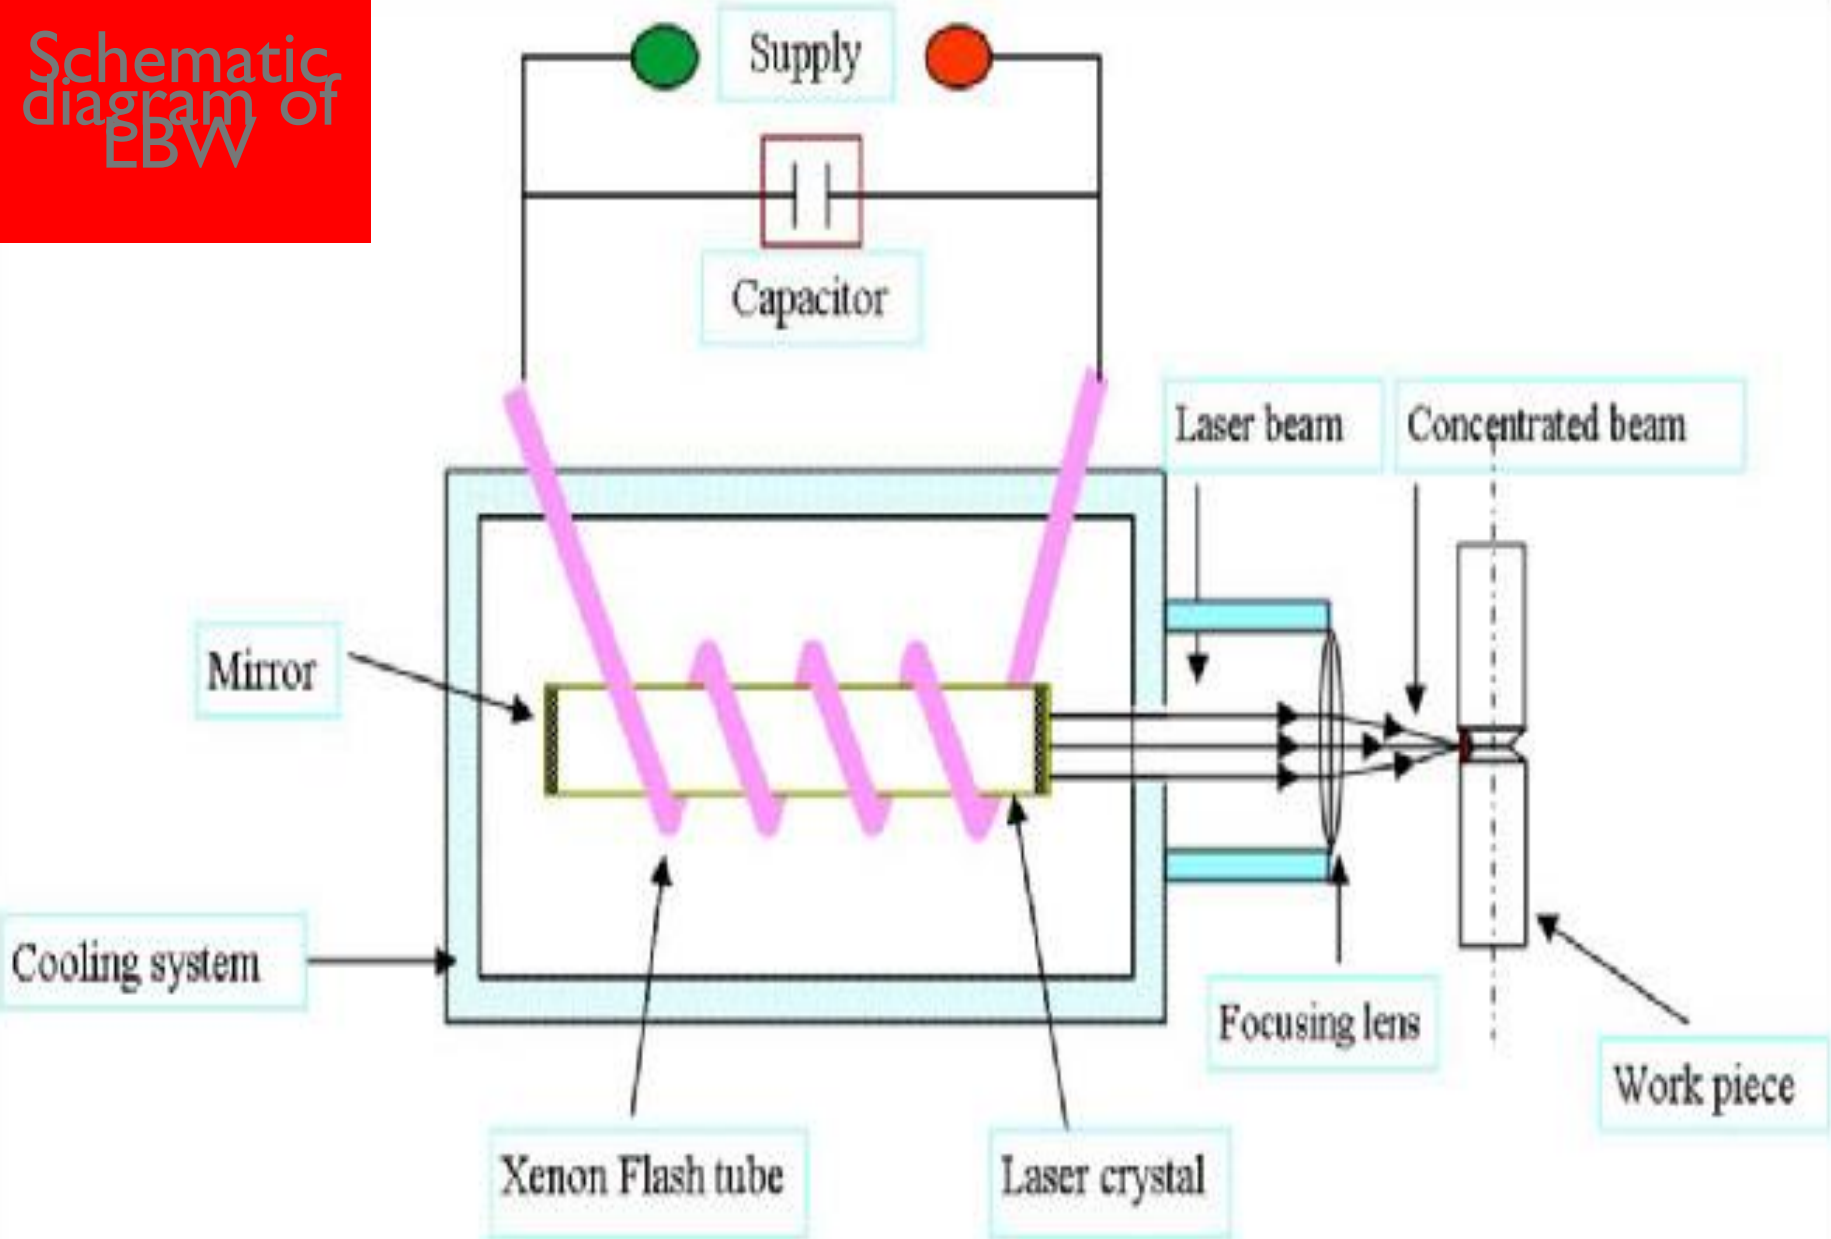 Schematic
diagram of
EBW
Supply
Capacitor
Laser beam
Concentrated beam
Mirror
Cooling system
Focusing lens
Work piece
Xenon Flash tube
Laser crystal